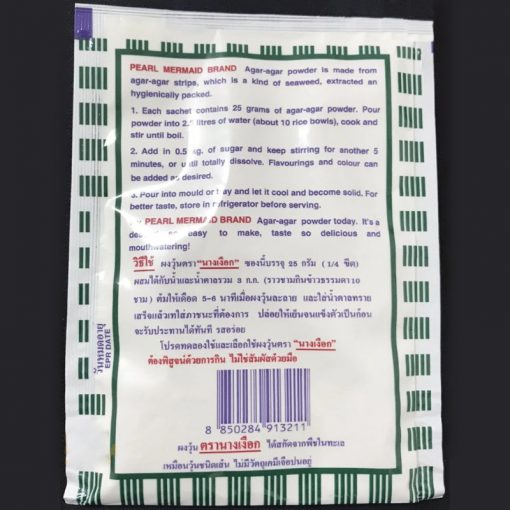 PEARL MERMAID BRAND Agar-agar powder is made from
agar-agar strips, which is a kind of seaweed, extracted an
hygienically packed.
1. Each sachet contains 25 grams of agar-agar powder. Pour
powder into 2. litres of water (about 10 rice bowls), cook and
stir until boil.
2. Add in 0.5 kg. of sugar and keep stirring for another 5
minutes, or until totally dissolve. Flavourings and colour can
be added as desired.
3. Pour into mould or tray and let it cool and become solid. For
better taste, store in refrigerator before serving.
PEARL MERMAID BRAND Agar-agar powder today. It's a
so easy to make, taste so delicious and
mouthwatering!
วิธีใช้ ผงวุ้นตรา"นางเงือก" ซองนี้บรรจุ 25 กรัม (1/4 ขีด)
ผสมได้กับน้ำและน้ำตาลรวม 3 ก.ก. (ราวชามกินข้าวธรรมดา10
ชาม) ต้มให้เดือด 5-6 นาทีเมื่อผงวุ้นละลาย และใส่น้ำตาลทราย
เสร็จแล้วเทใส่ภาชนะที่ต้องการ ปล่อยให้เย็นจนแข็งตัวเป็นก้อน
จะรับประทานได้ทันที รสอร่อย
โปรดทดลองใช้และเลือกใช้ผงวุ้นตรา "นางเงือก"
ต้องพิสูจน์ด้วยการกิน ไม่ใช่สัมผัสด้วยมือ
8 850284 913211
ผงวุ้น ตรานางเงือก ได้สกัดจากพืชในทะเล
เหมือนวุ้นชนิดเส้น ไม่มีวัตถุเคมีเจือปนอยู่
วันหมดอายุ
EPR DATE